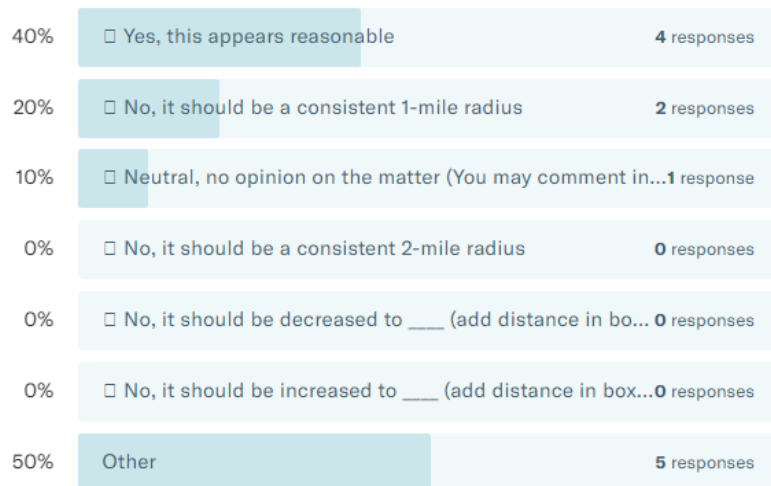 40% ☐ Yes, this appears reasonable 4 responses
20% ☐ No, it should be a consistent 1-mile radius 2 responses
10% ☐ Neutral, no opinion on the matter (You may comment in...1 response
0% ☐ No, it should be a consistent 2-mile radius 0 responses
0% ☐ No, it should be decreased to ____ (add distance in bo... 0 responses
0% ☐ No, it should be increased to ____ (add distance in box...0 responses
50% Other 5 responses